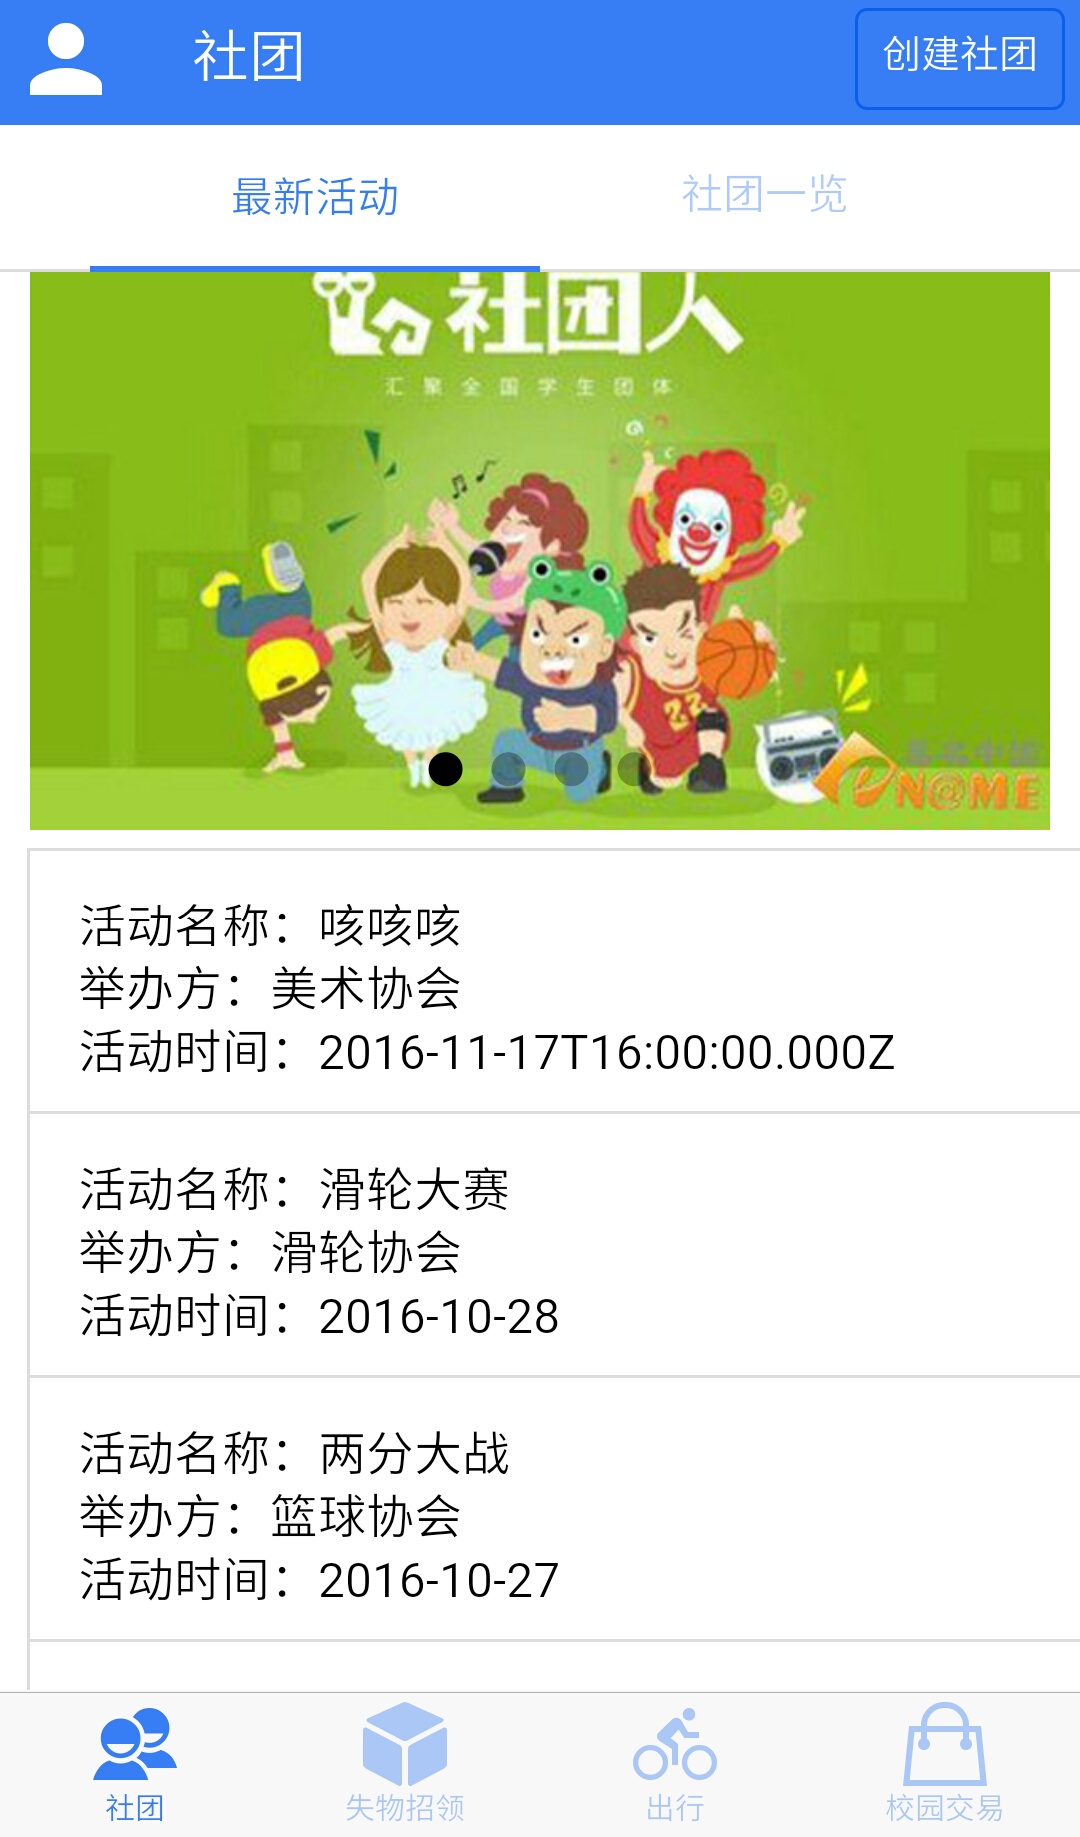 社团
创建社团
最新活动
社团一览
社团人
汇聚全国学生团体
22
N@ME
活动名称：咳咳咳
举办方：美术协会
活动时间：2016-11-17T16:00:00.000Z
活动名称：滑轮大赛
举办方：滑轮协会
活动时间：2016-10-28
活动名称：两分大战
举办方：篮球协会
活动时间：2016-10-27
社团
失物招领
出行
校园交易